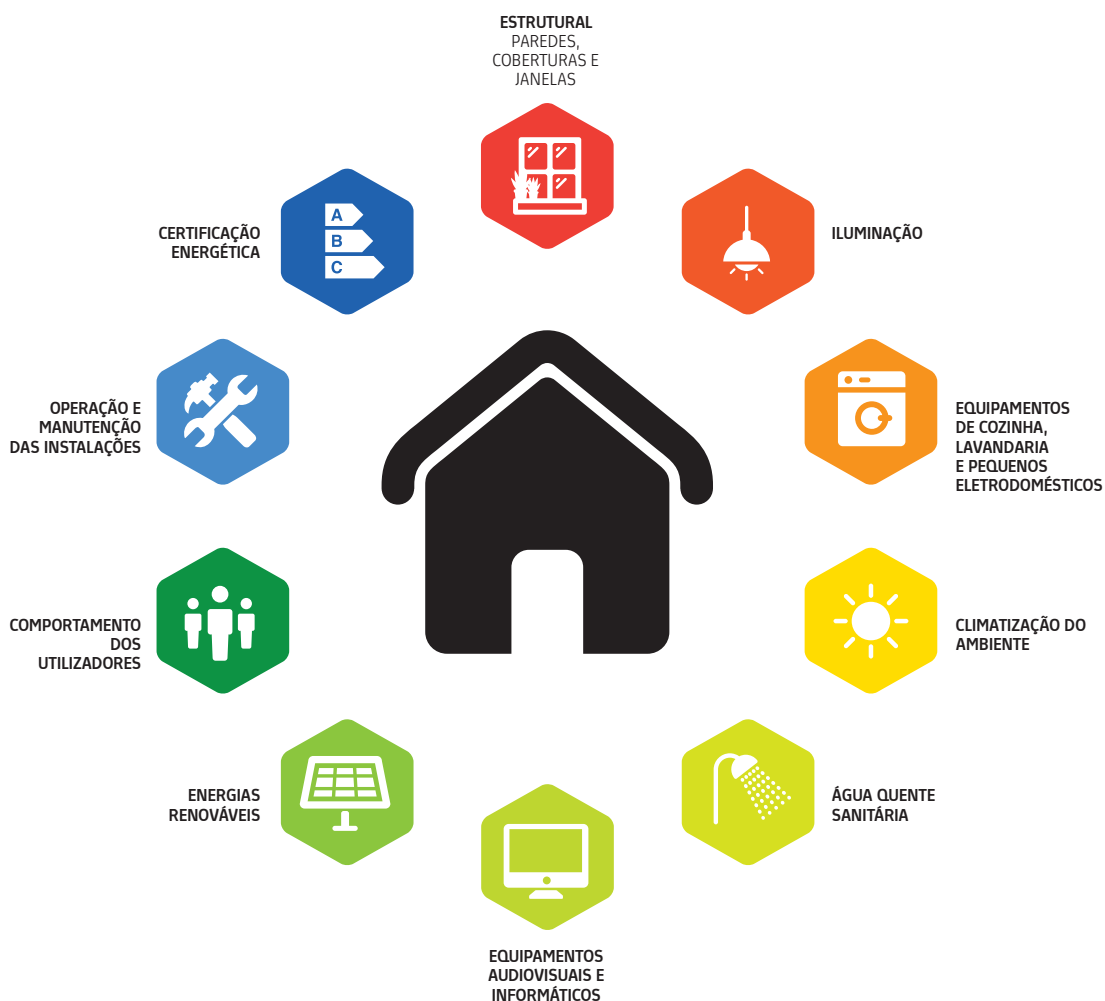 ESTRUTURAL
PAREDES,
COBERTURAS E
JANELAS
ILUMINAÇÃO
EQUIPAMENTOS
DE COZINHA,
LAVANDARIA
E PEQUENOS
ELETRODOMÉSTICOS
CLIMATIZAÇÃO DO
AMBIENTE
ÁGUA QUENTE
SANITÁRIA
EQUIPAMENTOS
AUDIOVISUAIS E
INFORMÁTICOS
ENERGIAS
RENOVÁVEIS
COMPORTAMENTO
DOS
UTILIZADORES
OPERAÇÃO E
MANUTENÇÃO
DAS INSTALAÇÕES
CERTIFICAÇÃO
ENERGÉTICA
A
B
C